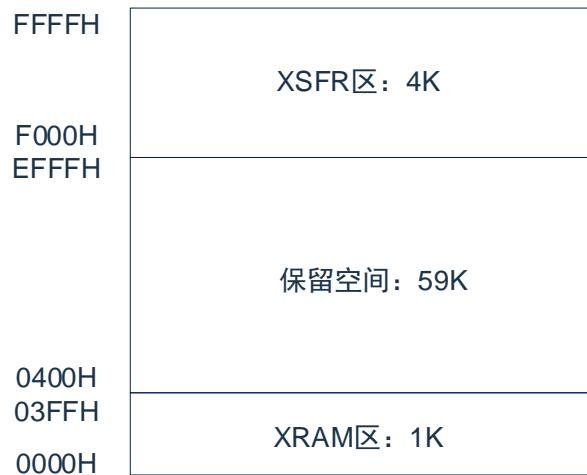 FFFFH
XSFR区：4K
F000H
EFFFH
保留空间：59K
0400H
03FFH
XRAM区：1K
0000H